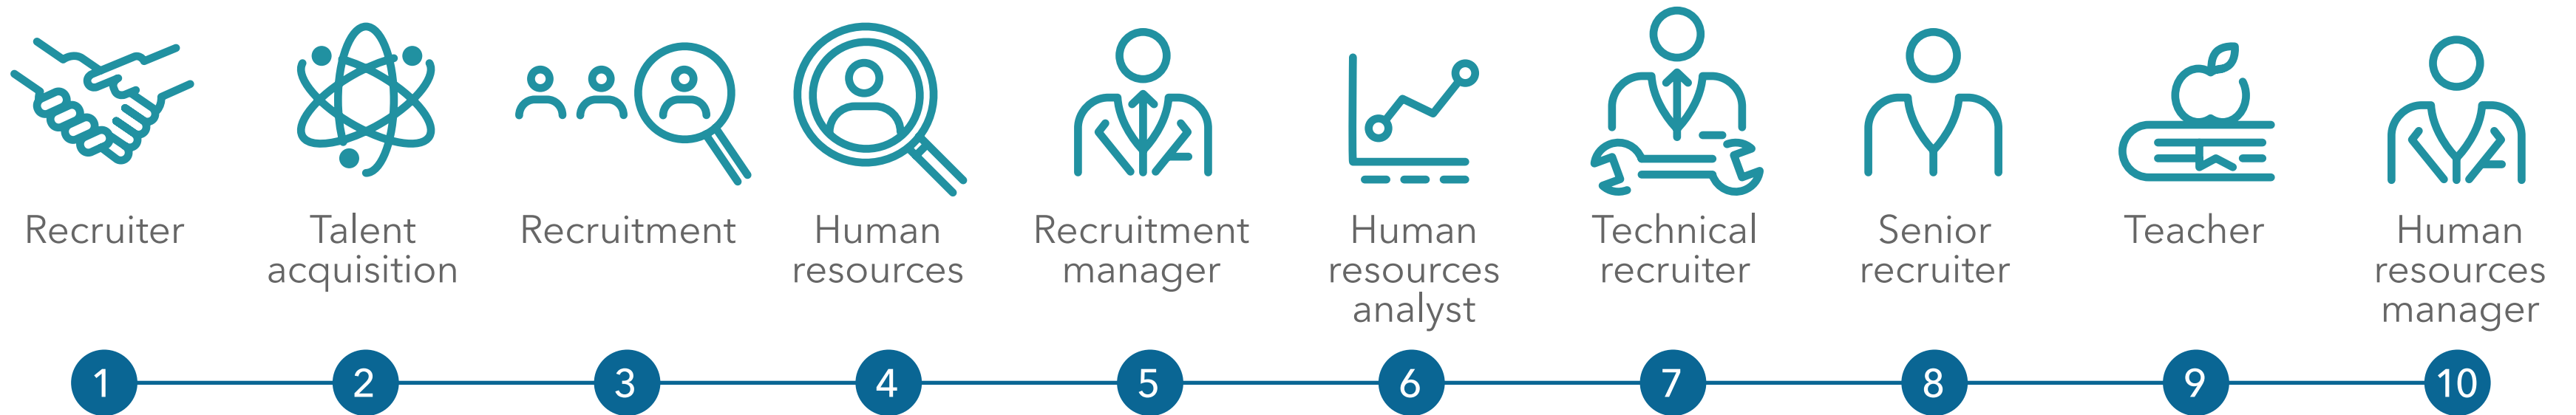 Recruiter
Talent
acquisition
Recruitment
Human
resources
Recruitment
manager
Human
resources
analyst
Technical
recruiter
Senior
recruiter
Teacher
Human
resources
manager
1
2
3
4
5
6
7
8
9
10